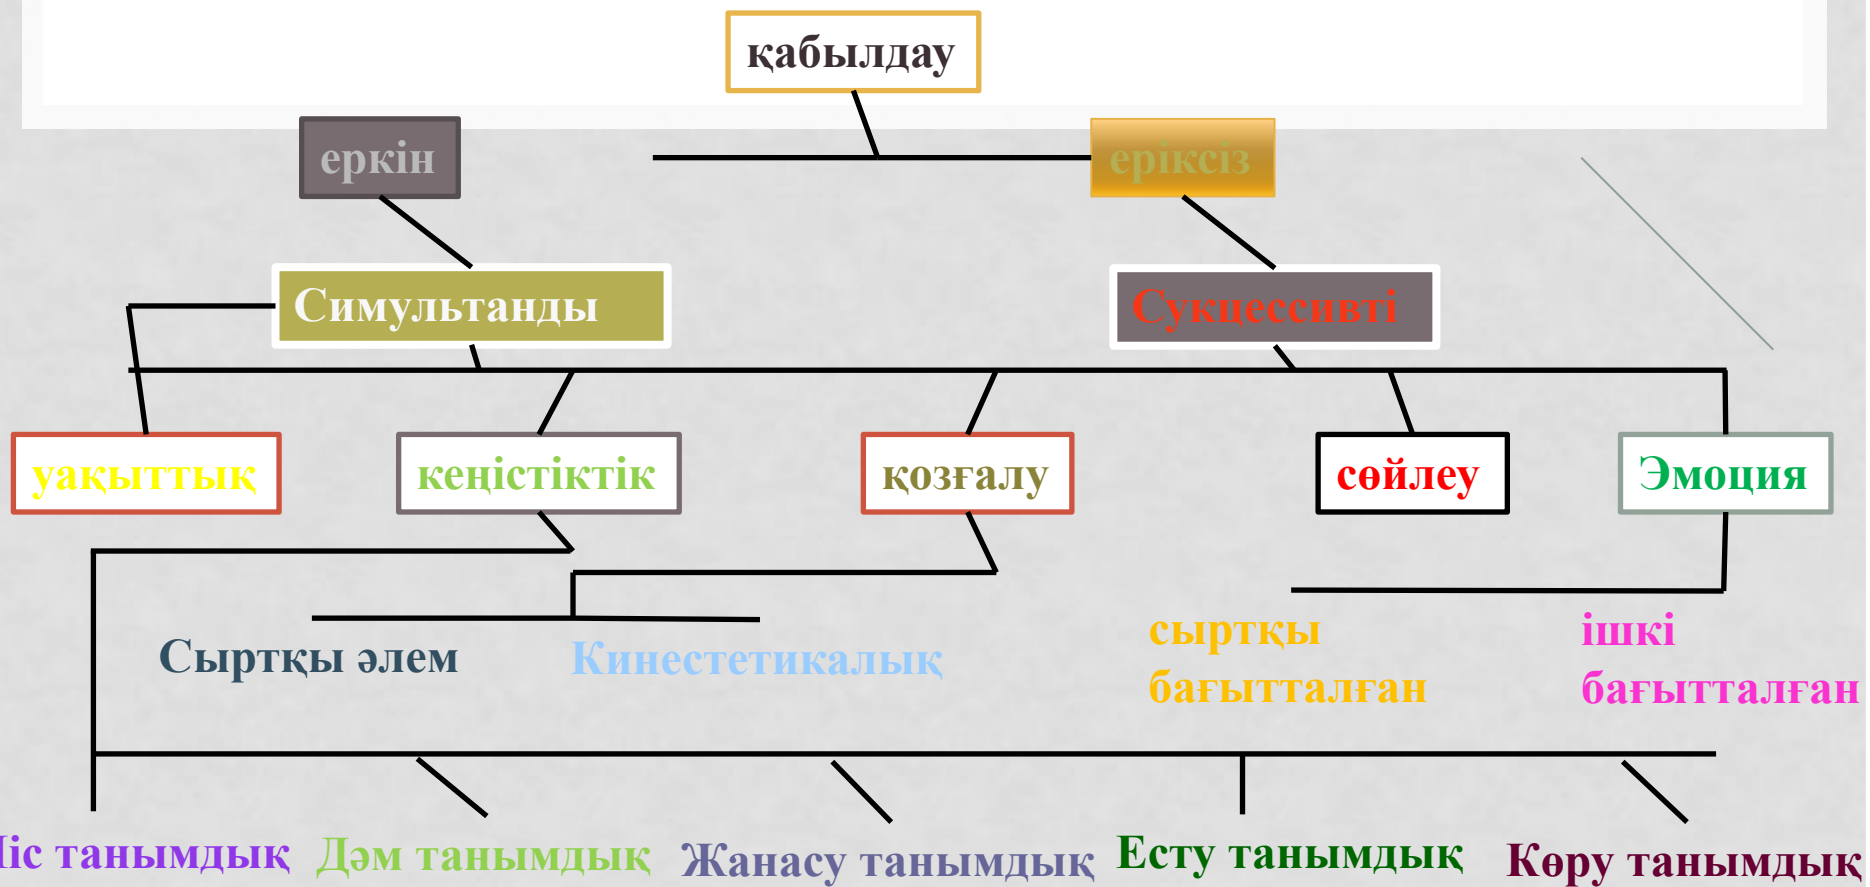 қабылдау
еркін
еріксіз
Симультанды
Сукцессивті
уақыттық
кеңістіктік
қозғалу
сөйлеу
Эмоция
Сыртқы әлем
Кинестетикалық
сыртқы
бағытталған
ішкі
бағытталған
танымдық
Дәм танымдық
Жанасу танымдық
Есту танымдық
Көру танымдық